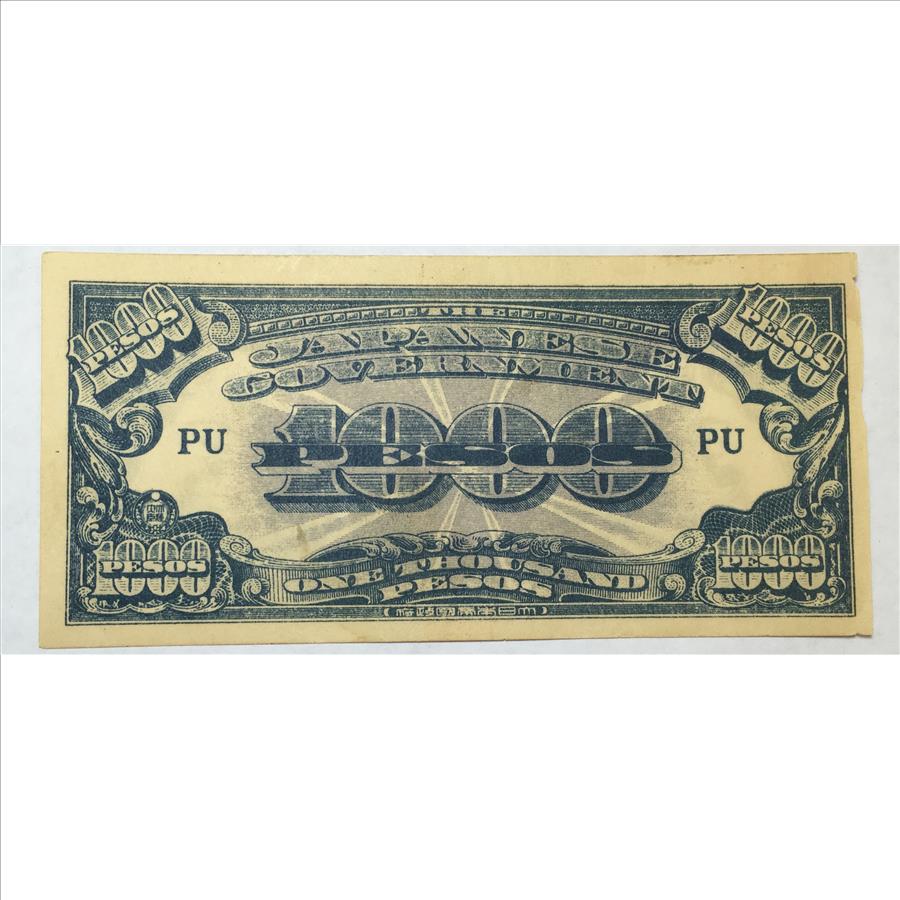 1000 PESOS
1000 PESOS
THE
JAPANESE
GOVERNMENT
PU
1000 PESOS
PU
1000 PESOS
1000 PESOS
ONE THOUSAND
PESOS